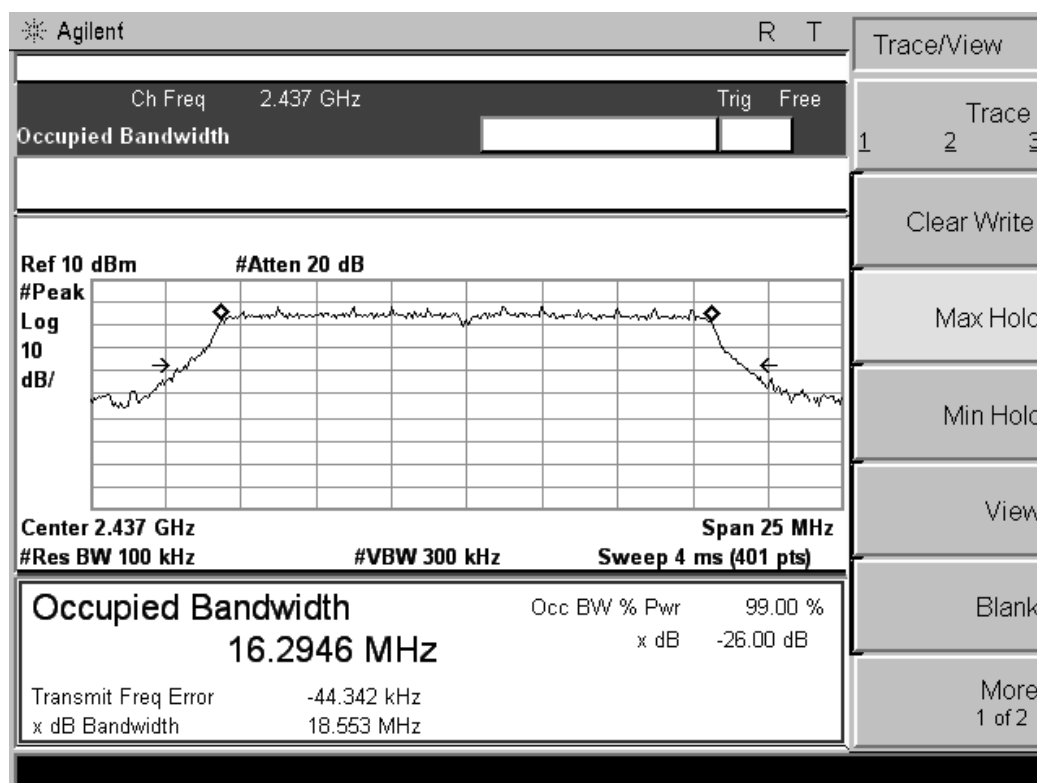 Agilent R T
Trace/View
Ch Freq 2.437 GHz Trig Free
Occupied Bandwidth
Trace
1 2 3
Clear Write
Ref 10 dBm #Atten 20 dB
#Peak
Log
10
dB/
Max Hold
Min Hold
View
Center 2.437 GHz Span 25 MHz
#Res BW 100 kHz #VBW 300 kHz Sweep 4 ms (401 pts)
Occupied Bandwidth Occ BW % Pwr 99.00 %
16.2946 MHz x dB -26.00 dB
Blank
Transmit Freq Error -44.342 kHz
x dB Bandwidth 18.553 MHz
More
1 of 2